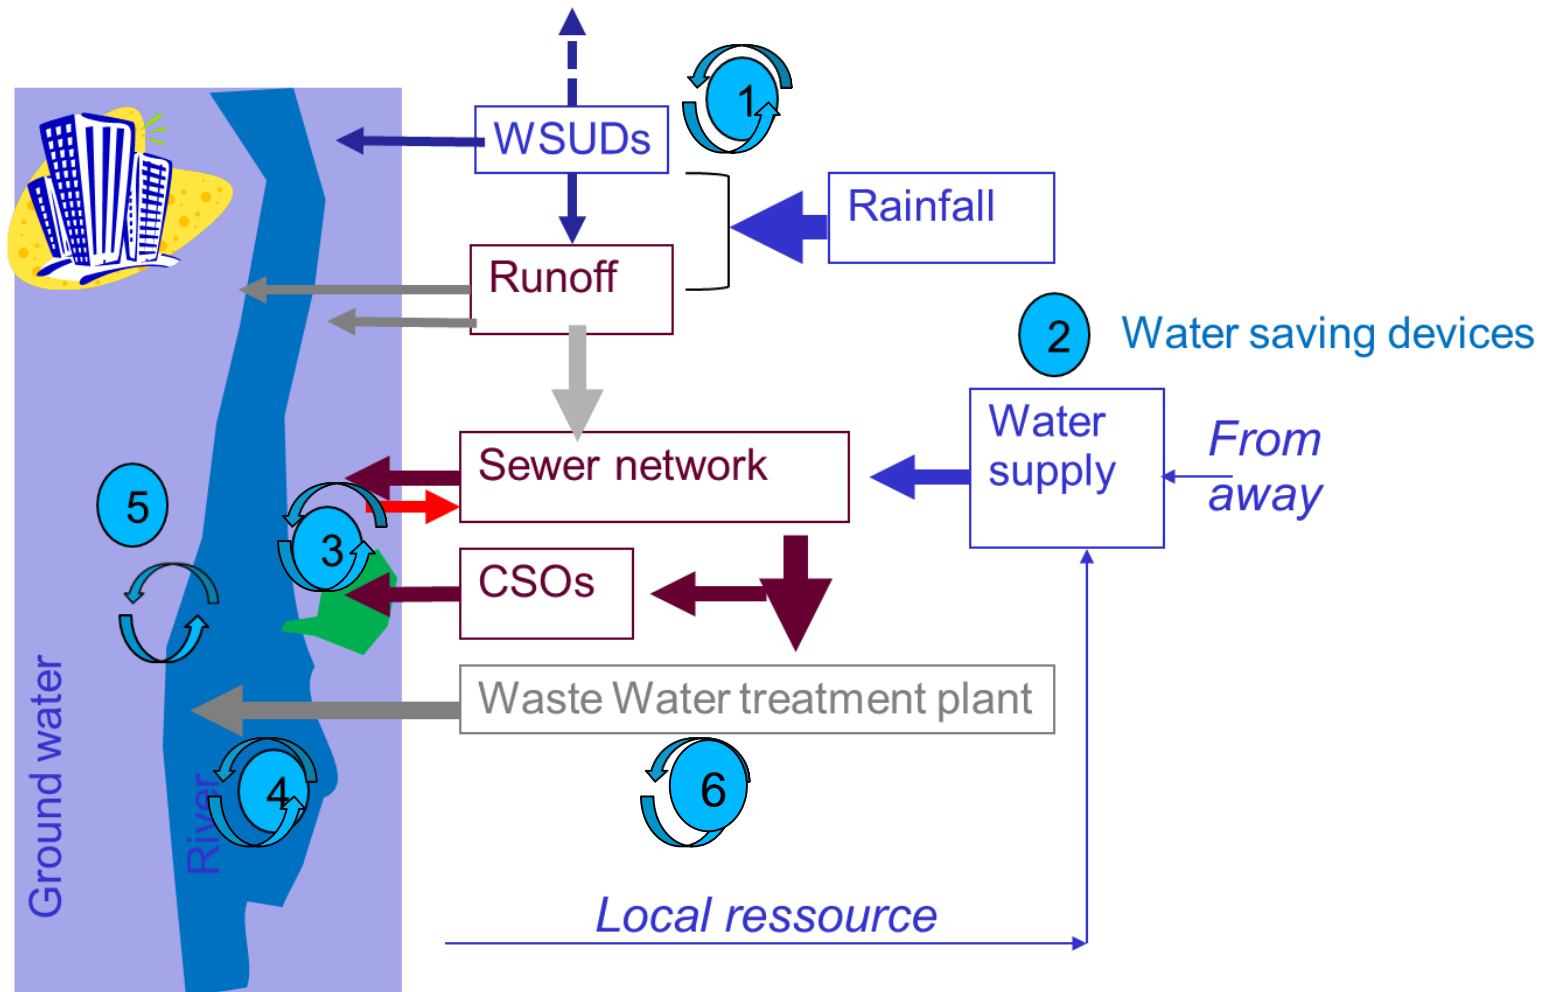 1
WSUDs
Rainfall
Runoff
2
Water saving devices
Water
supply
From
away
Sewer network
5
3
CSOs
Waste Water treatment plant
Ground water
River
4
6
Local ressource